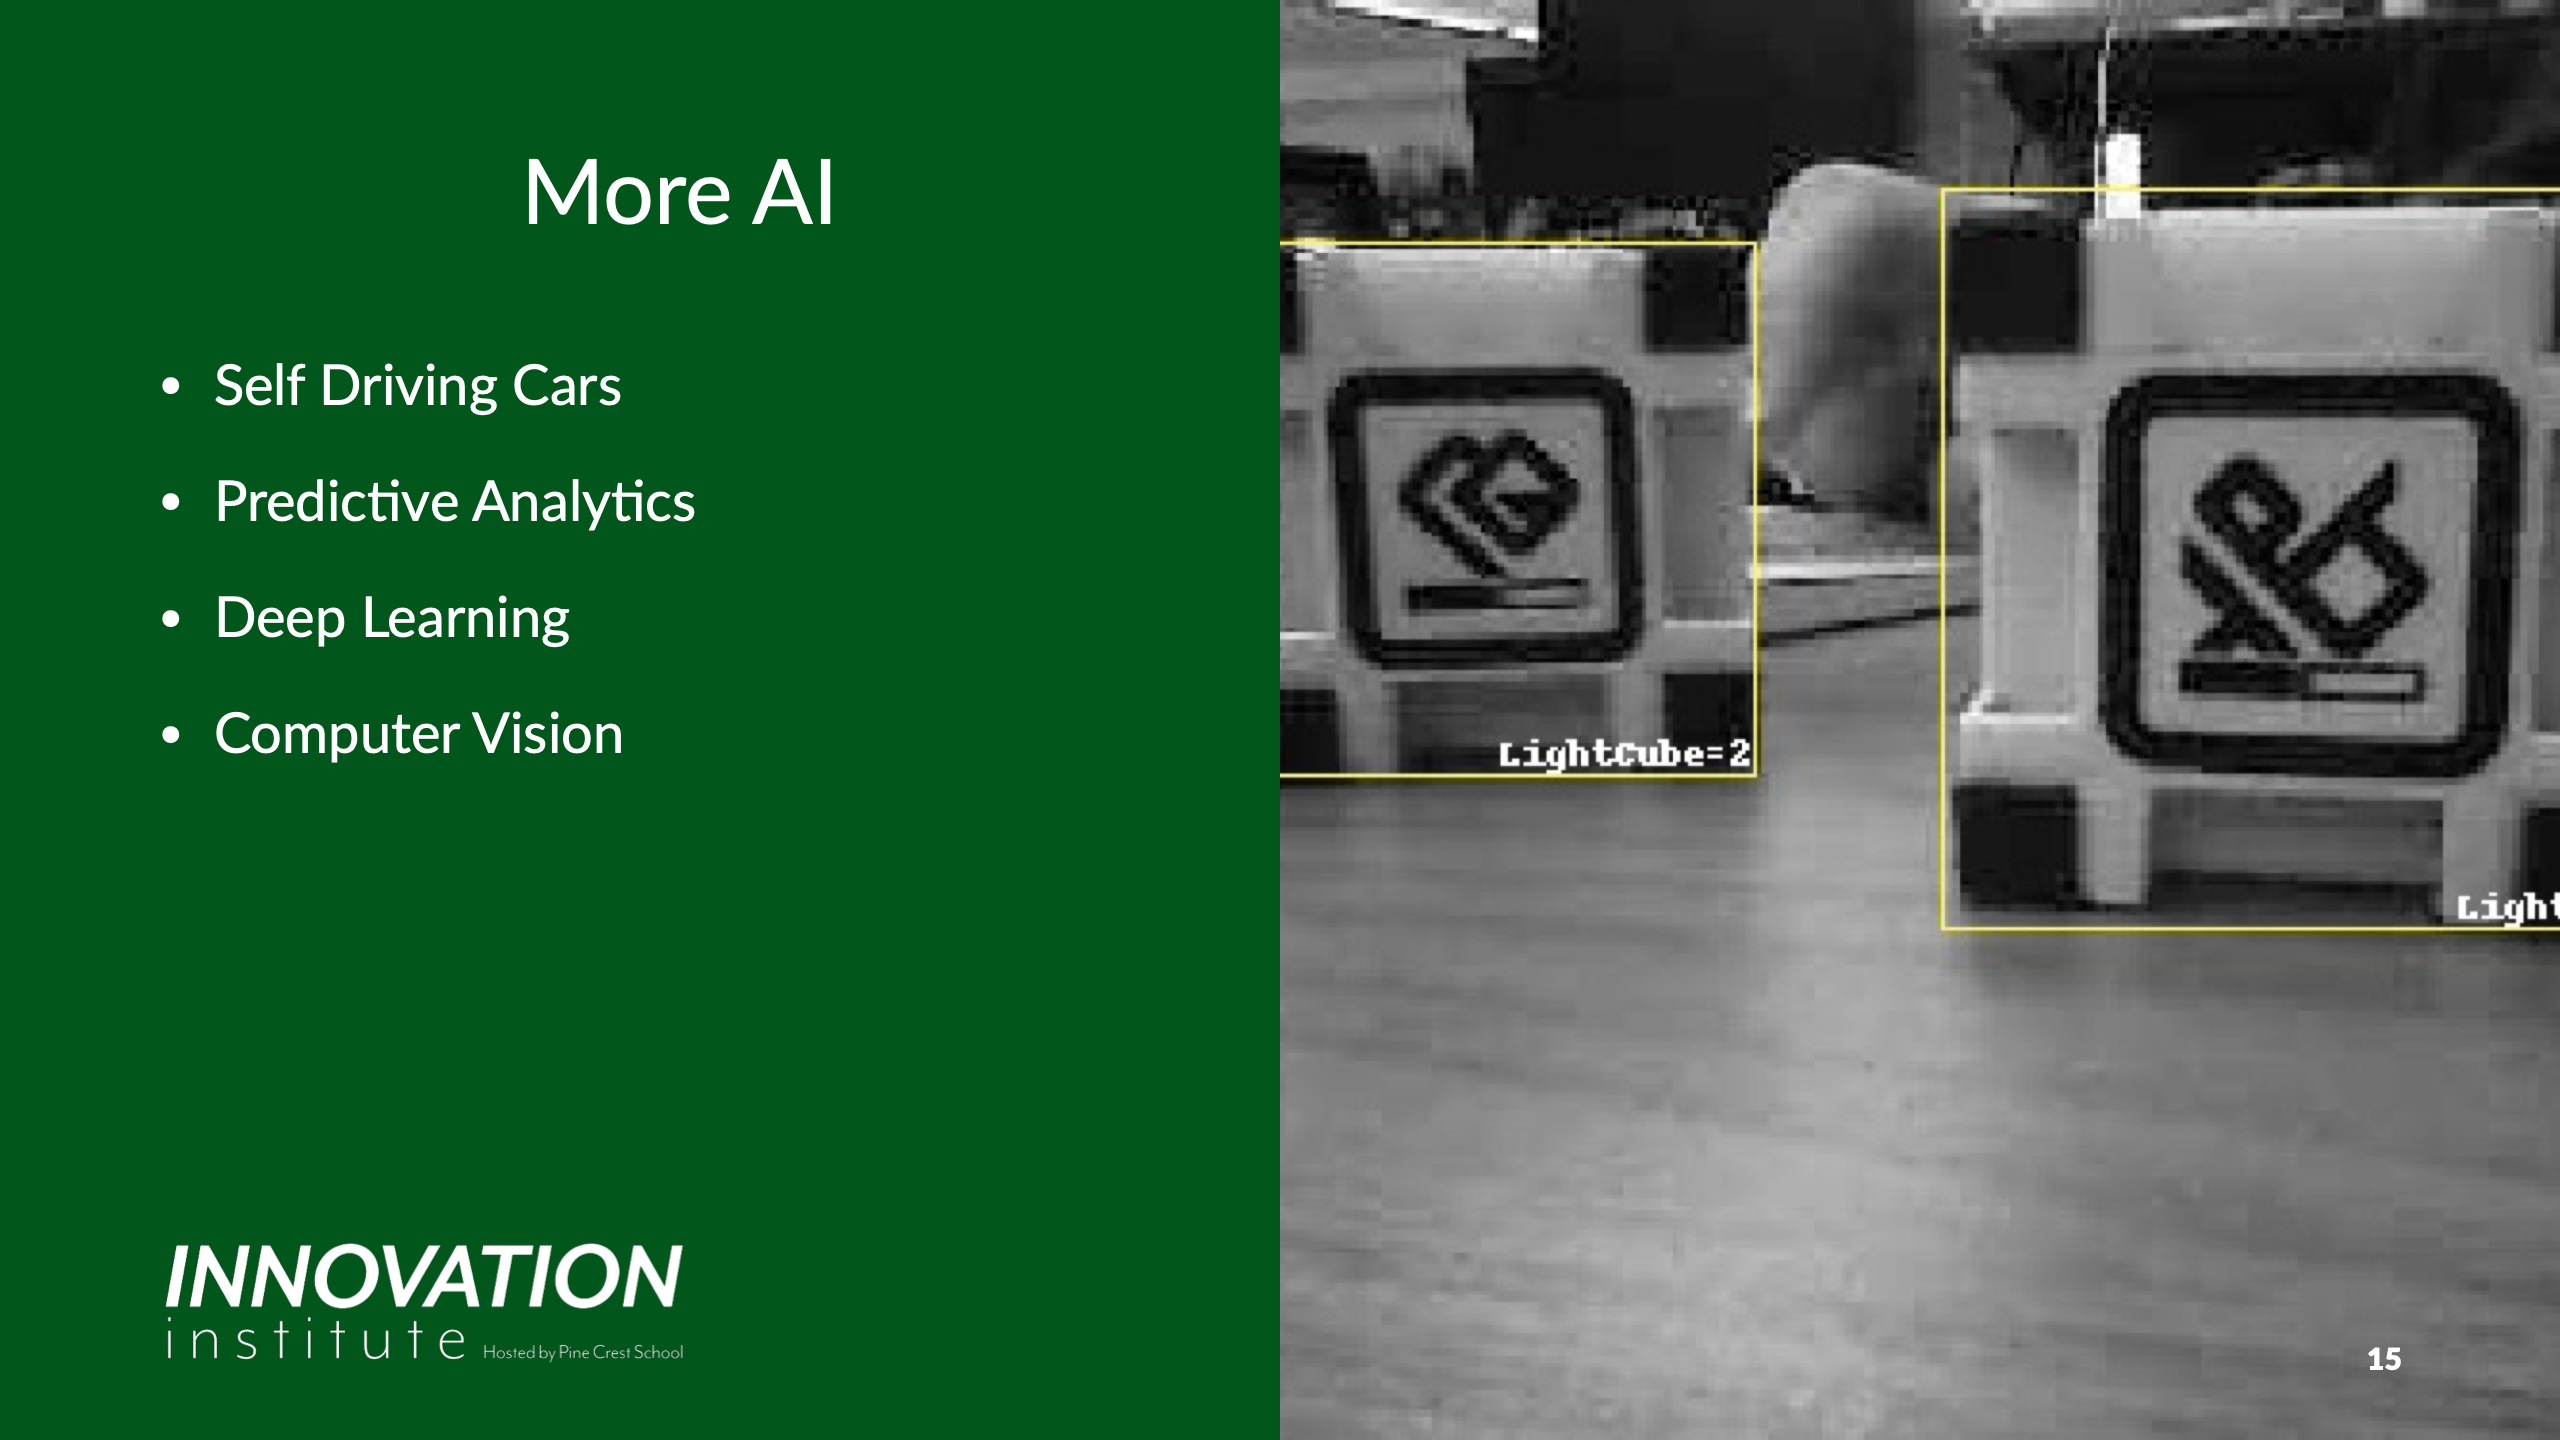 More AI
• Self Driving Cars
• Predictive Analytics
• Deep Learning
• Computer Vision
LightCube=2
Light
INNOVATION
institute Hosted by Pine Crest School
15